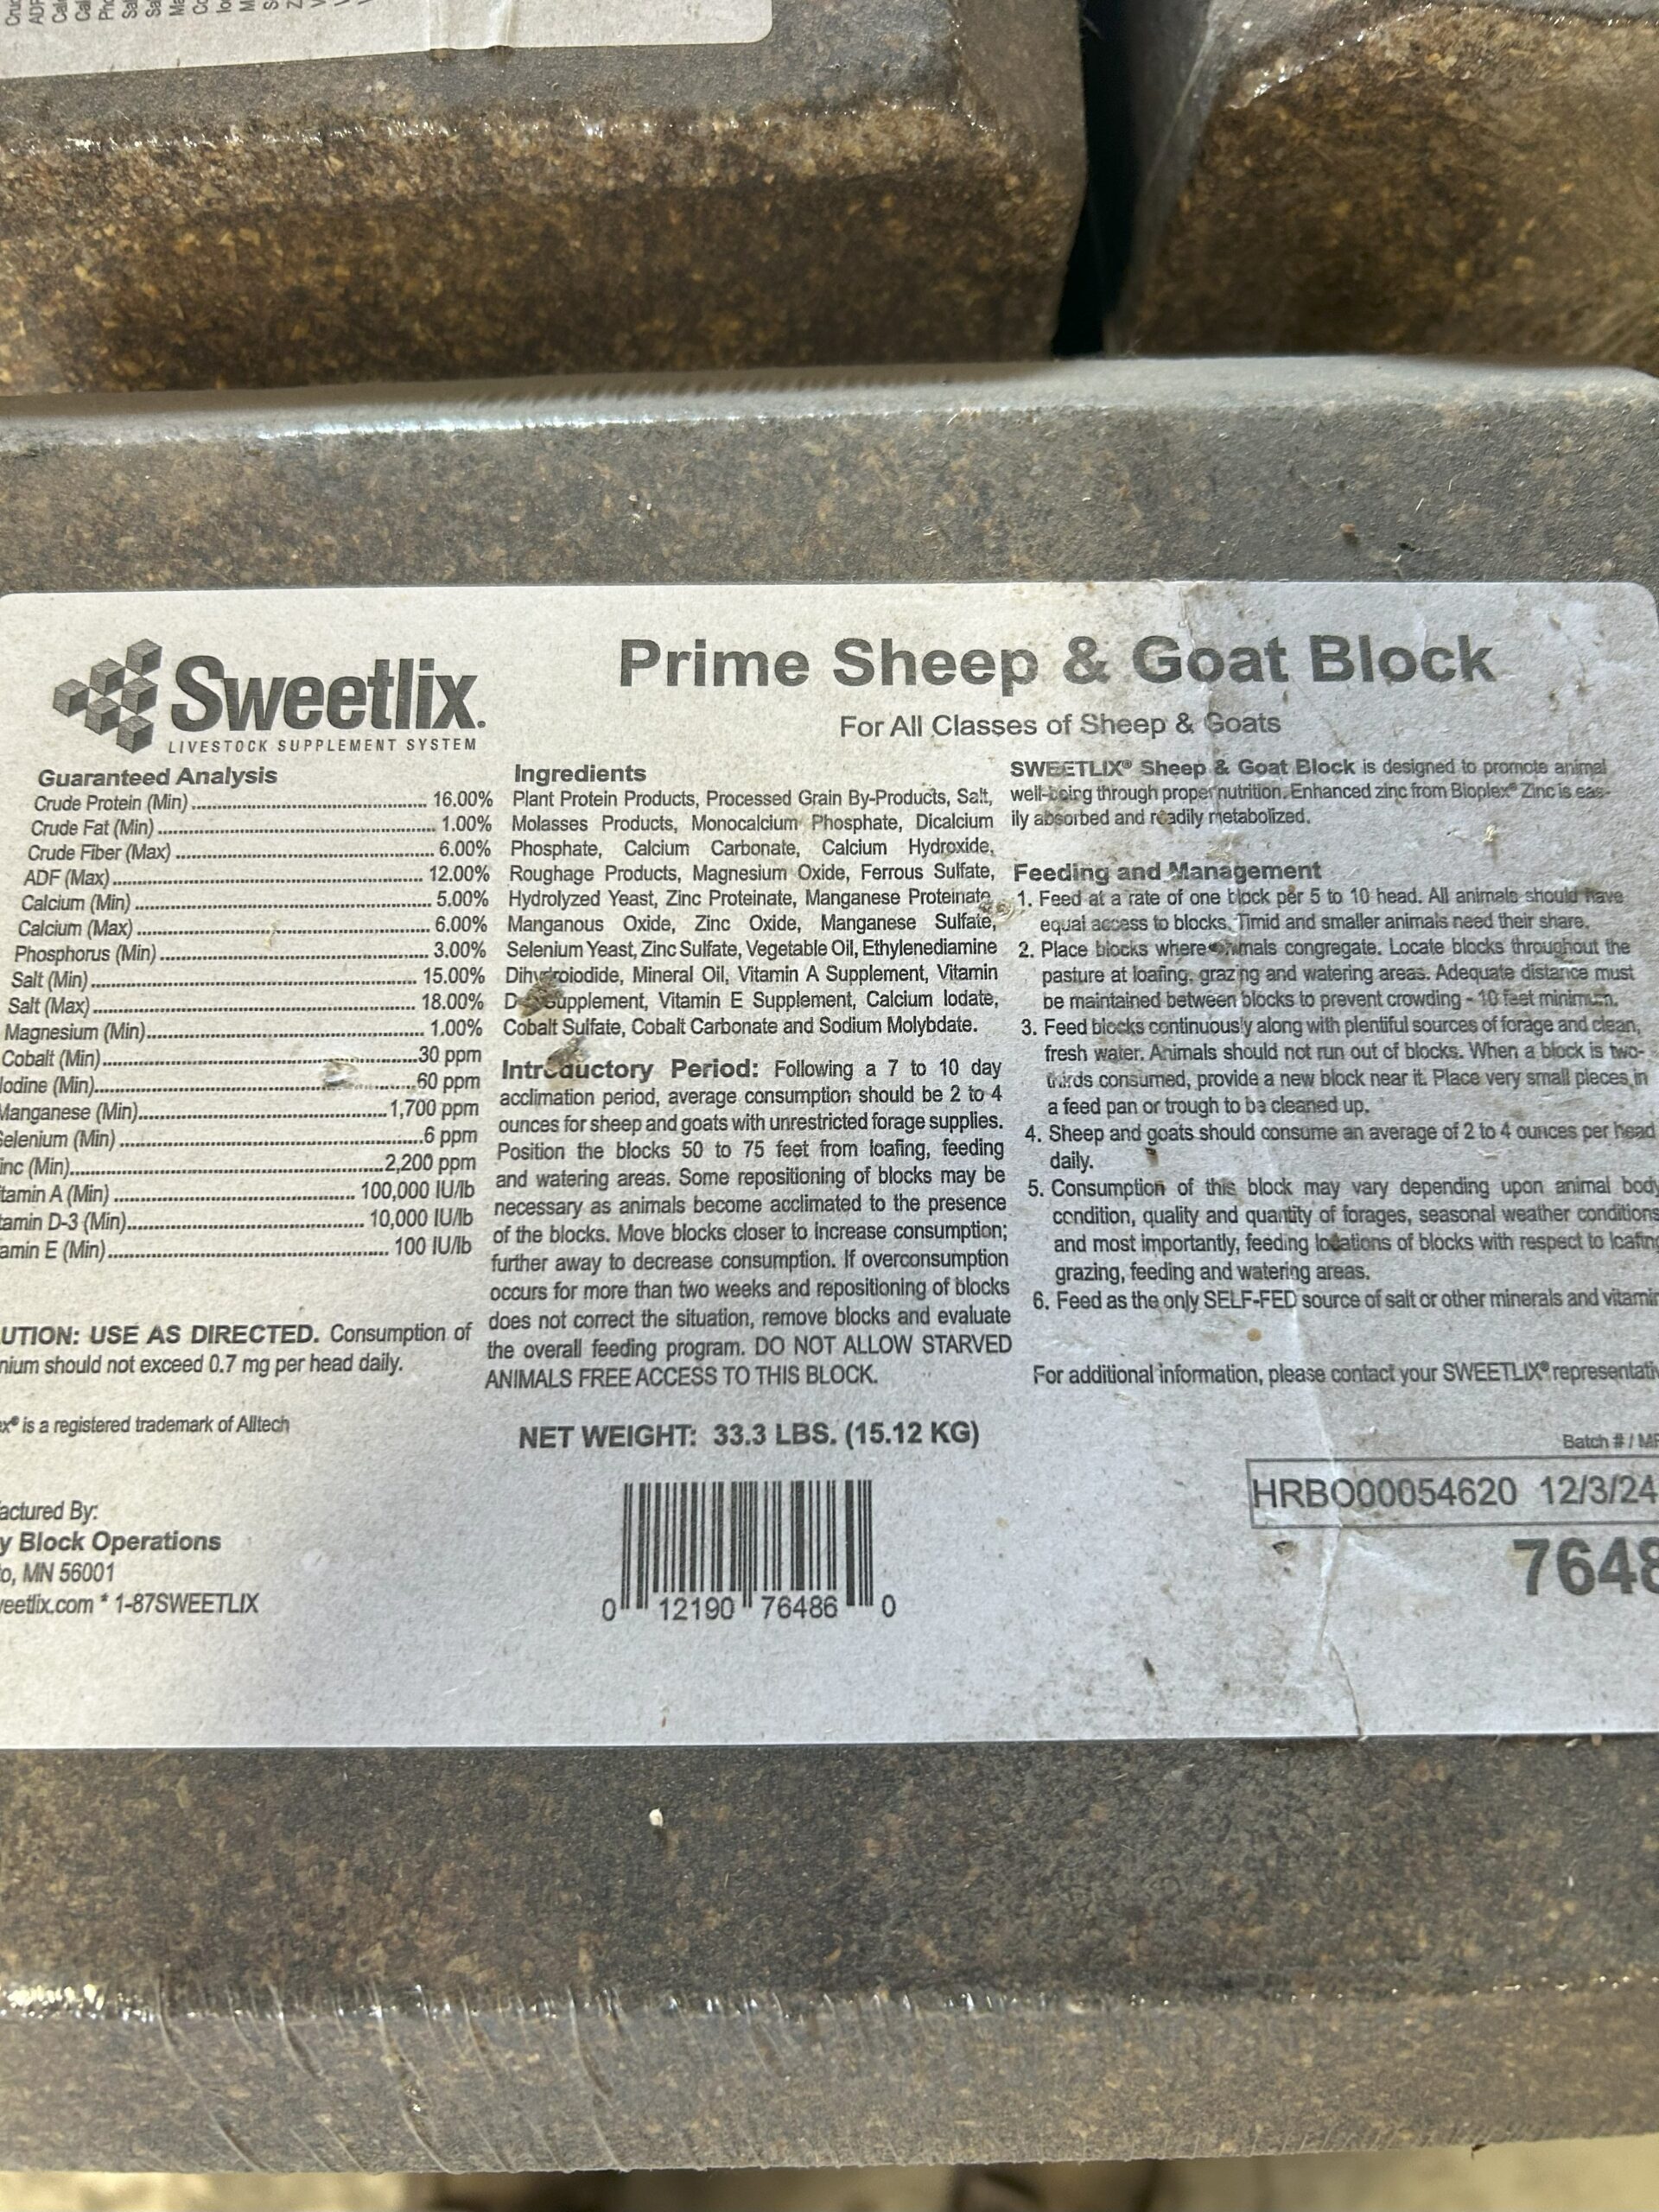 Sweetlix.
LIVESTOCK SUPPLEMENT SYSTEM
Prime Sheep & Goat Block
For All Classes of Sheep & Goats
Guaranteed Analysis
Crude Protein (Min) 16.00%
Crude Fat (Min) 1.00%
Crude Fiber (Max) 6.00%
ADF (Max) 12.00%
Calcium (Min) 5.00%
Calcium (Max) 6.00%
Phosphorus (Min) 3.00%
Salt (Min) 15.00%
Salt (Max) 18.00%
Magnesium (Min) 1.00%
Cobalt (Min) 30 ppm
Iodine (Min) 60 ppm
Manganese (Min) 1,700 ppm
Selenium (Min) 6 ppm
inc (Min) 2,200 ppm
tamin A (Min) 100,000 IU/lb
tamin D-3 (Min) 10,000 IU/lb
amin E (Min) 100 IU/lb
UTION: USE AS DIRECTED. Consumption of
nium should not exceed 0.7 mg per head daily.
ex® is a registered trademark of Alltech
actured By:
y Block Operations
o, MN 56001
eetlix.com * 1-87SWEETLIX
Ingredients
Plant Protein Products, Processed Grain By-Products, Salt,
Molasses Products, Monocalcium Phosphate, Dicalcium
Phosphate, Calcium Carbonate, Calcium Hydroxide,
Roughage Products, Magnesium Oxide, Ferrous Sulfate,
Hydrolyzed Yeast, Zinc Proteinate, Manganese Proteinate,
Manganous Oxide, Zinc Oxide, Manganese Sulfate,
Selenium Yeast, Zinc Sulfate, Vegetable Oil, Ethylenediamine
Dihydroiodide, Mineral Oil, Vitamin A Supplement, Vitamin
D Supplement, Vitamin E Supplement, Calcium Iodate,
Cobalt Sulfate, Cobalt Carbonate and Sodium Molybdate.
Introductory Period: Following a 7 to 10 day
acclimation period, average consumption should be 2 to 4
ounces for sheep and goats with unrestricted forage supplies.
Position the blocks 50 to 75 feet from loafing, feeding
and watering areas. Some repositioning of blocks may be
necessary as animals become acclimated to the presence
of the blocks. Move blocks closer to increase consumption;
further away to decrease consumption. If overconsumption
occurs for more than two weeks and repositioning of blocks
does not correct the situation, remove blocks and evaluate
the overall feeding program. DO NOT ALLOW STARVED
ANIMALS FREE ACCESS TO THIS BLOCK.
NET WEIGHT: 33.3 LBS. (15.12 KG)
0 12190 76486 0
SWEETLIX® Sheep & Goat Block is designed to promote animal
well-being through proper nutrition. Enhanced zinc from Bioplex® Zinc is eas-
ily absorbed and readily metabolized.
Feeding and Management
1. Feed at a rate of one block per 5 to 10 head. All animals should have
equal access to blocks. Timid and smaller animals need their share.
2. Place blocks where animals congregate. Locate blocks throughout the
pasture at loafing, grazing and watering areas. Adequate distance must
be maintained between blocks to prevent crowding - 10 feet minimum.
3. Feed blocks continuously along with plentiful sources of forage and clean,
fresh water. Animals should not run out of blocks. When a block is two-
thirds consumed, provide a new block near it. Place very small pieces in
a feed pan or trough to be cleaned up.
4. Sheep and goats should consume an average of 2 to 4 ounces per head
daily.
5. Consumption of this block may vary depending upon animal body
condition, quality and quantity of forages, seasonal weather conditions
and most importantly, feeding locations of blocks with respect to loafing
grazing, feeding and watering areas.
6. Feed as the only SELF-FED source of salt or other minerals and vitamin
For additional information, please contact your SWEETLIX® representativ
Batch # / MF
HRBO00054620 12/3/24
7648